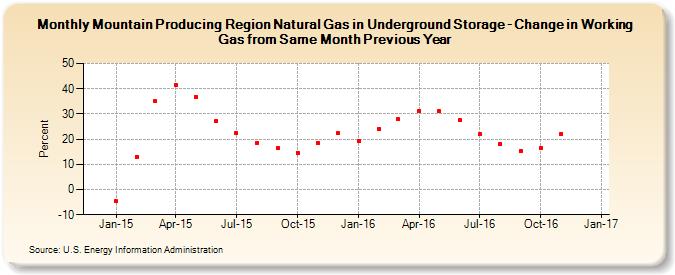 Monthly Mountain Producing Region Natural Gas in Underground Storage - Change in Working
Gas from Same Month Previous Year
Percent
50
40
30
20
10
0
-10
Jan-15
Apr-15
Jul-15
Oct-15
Jan-16
Apr-16
Jul-16
Oct-16
Jan-17
Source: U.S. Energy Information Administration